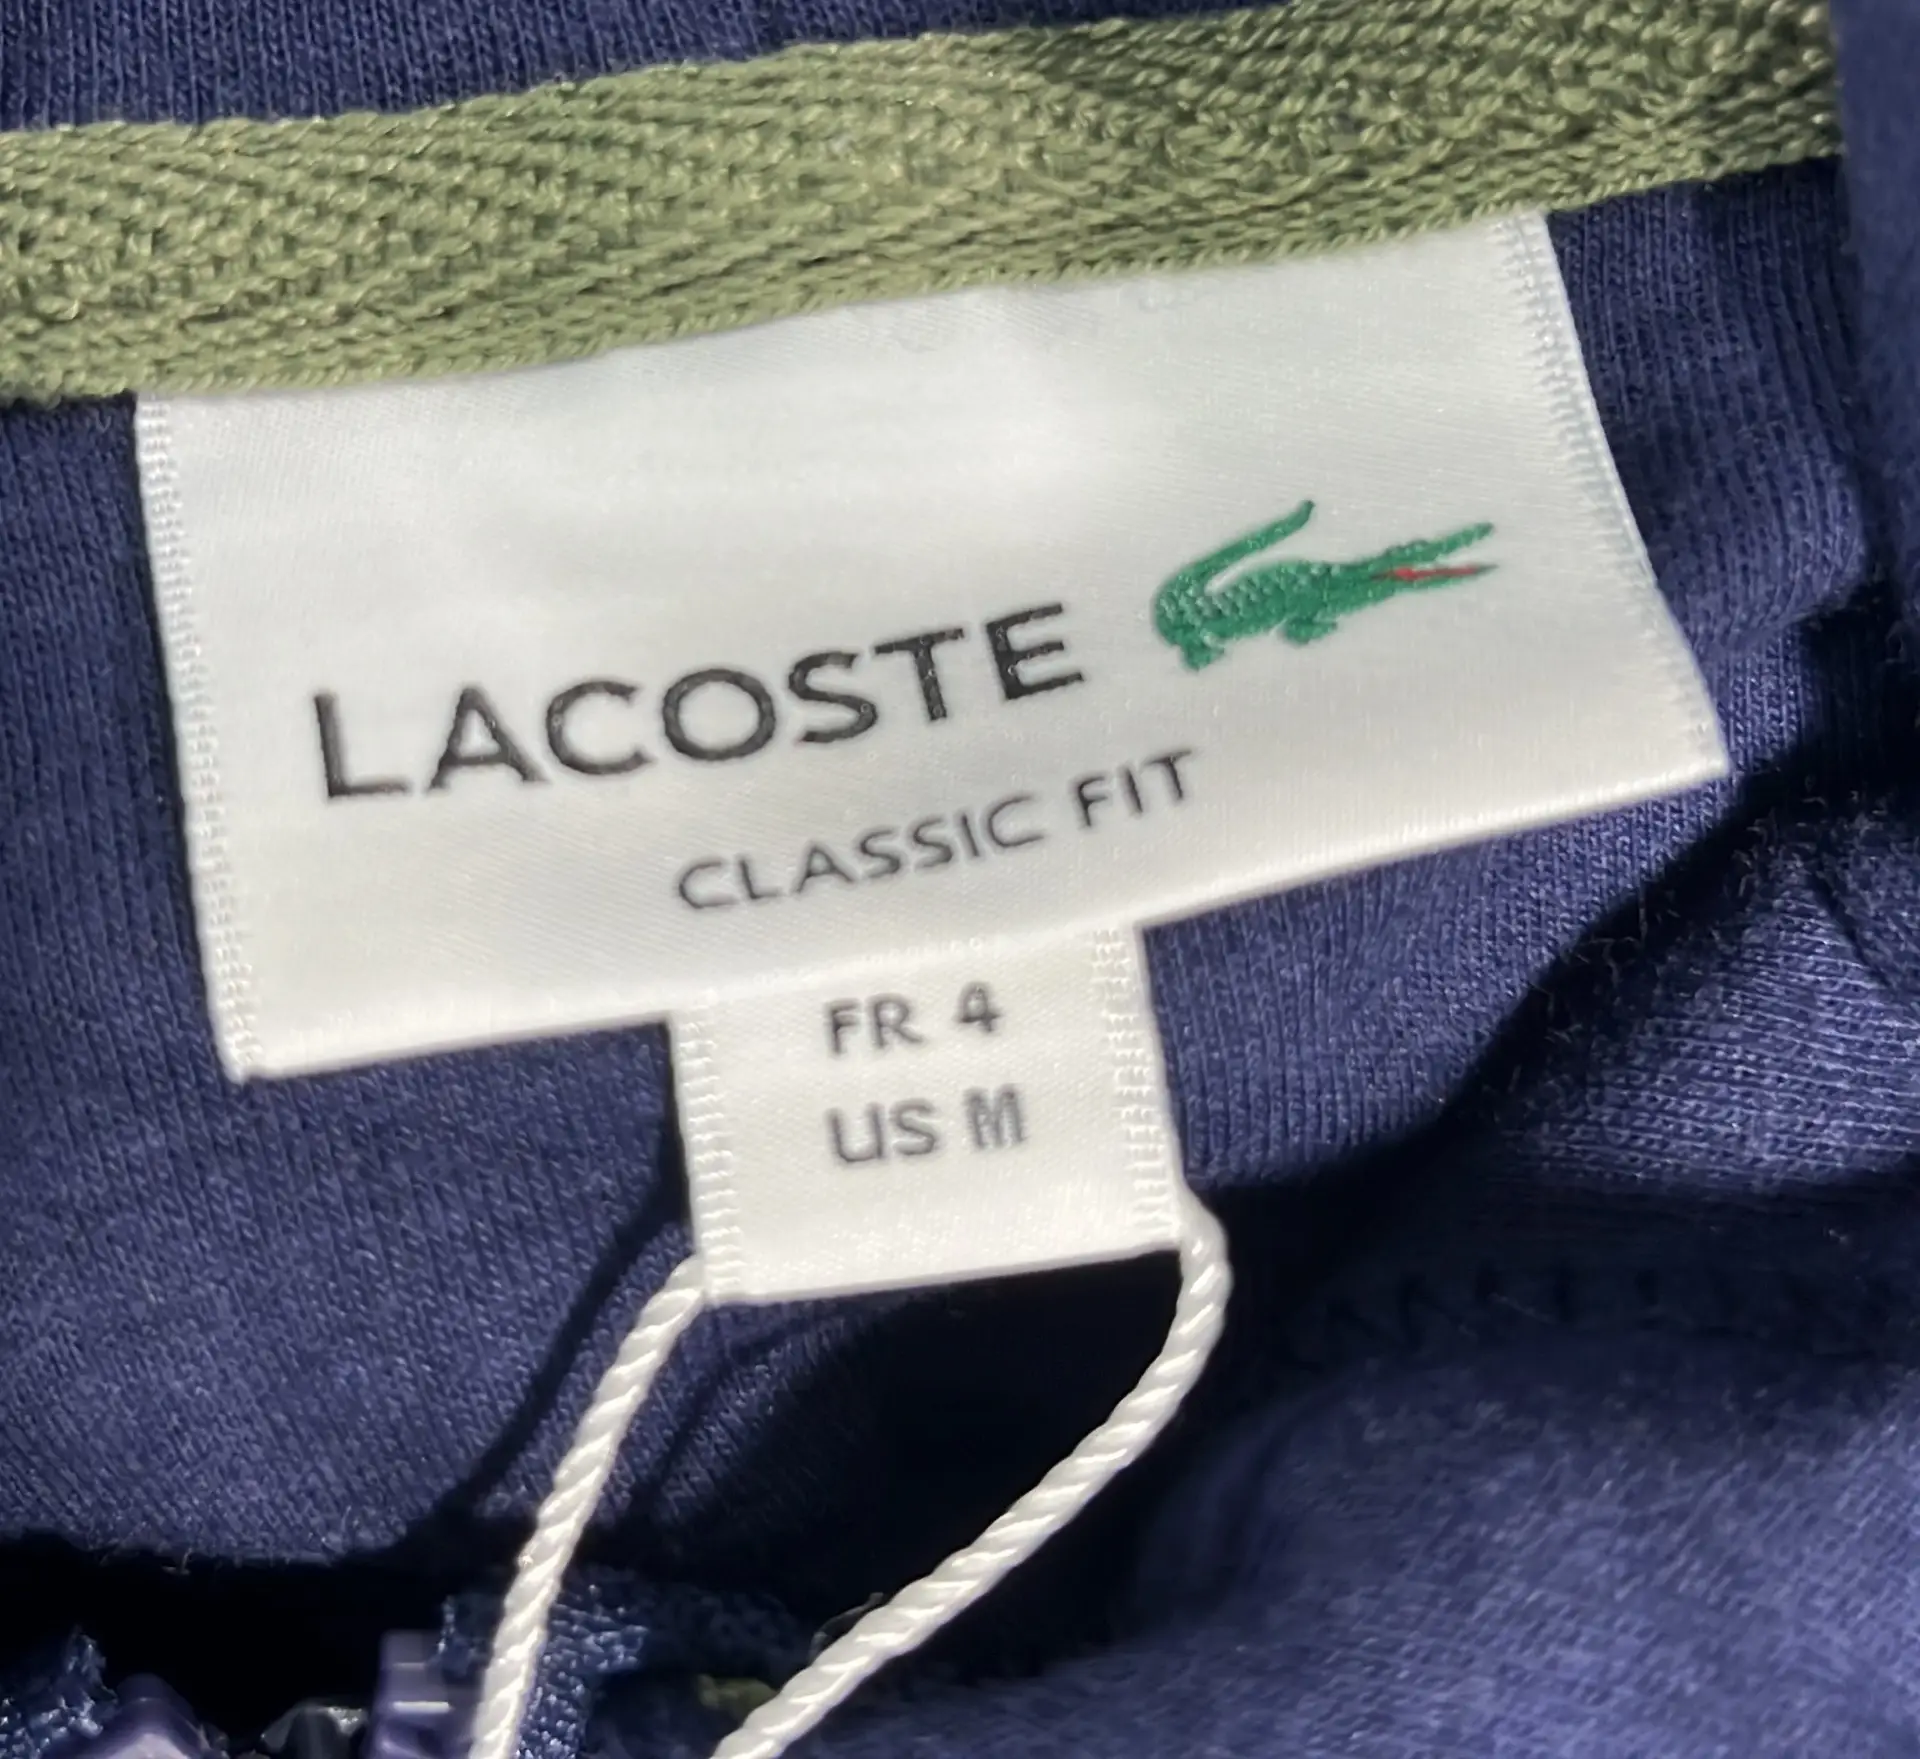 LACOSTE
CLASSIC FIT
FR 4
US M